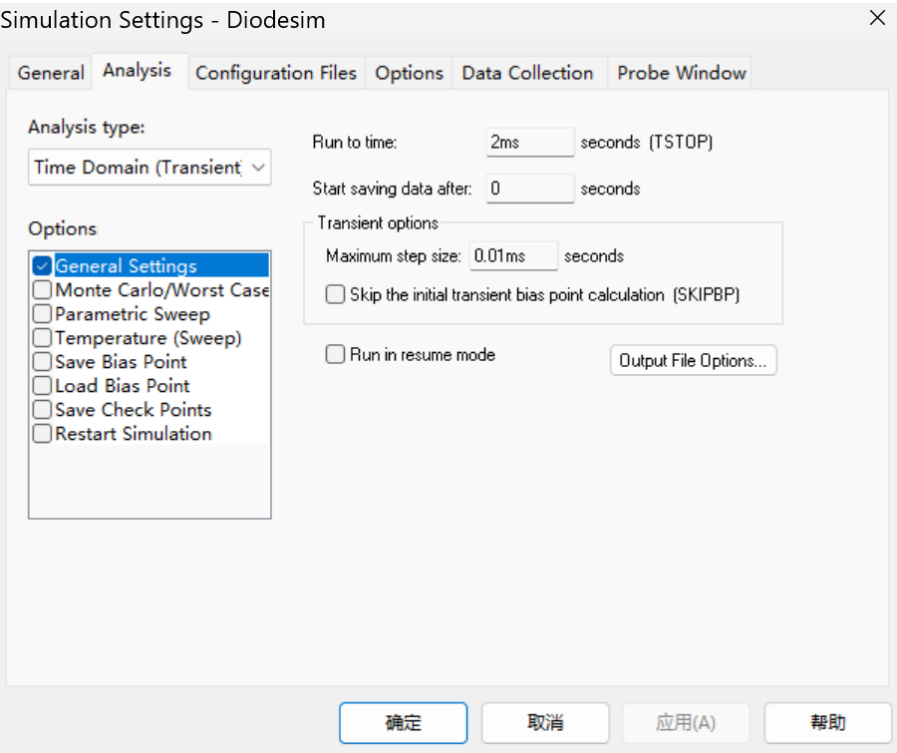 Simulation Settings - Diodesim
General Analysis Configuration Files Options Data Collection Probe Window
Analysis type:
Time Domain (Transient)
Options
General Settings
Monte Carlo/Worst Case
Parametric Sweep
Temperature (Sweep)
Save Bias Point
Load Bias Point
Save Check Points
Restart Simulation
Run to time: 2ms seconds (TSTOP)
Start saving data after: 0 seconds
Transient options
Maximum step size: 0.01ms seconds
Skip the initial transient bias point calculation (SKIPBP)
Run in resume mode
Output File Options...
确定 取消 应用(A) 帮助